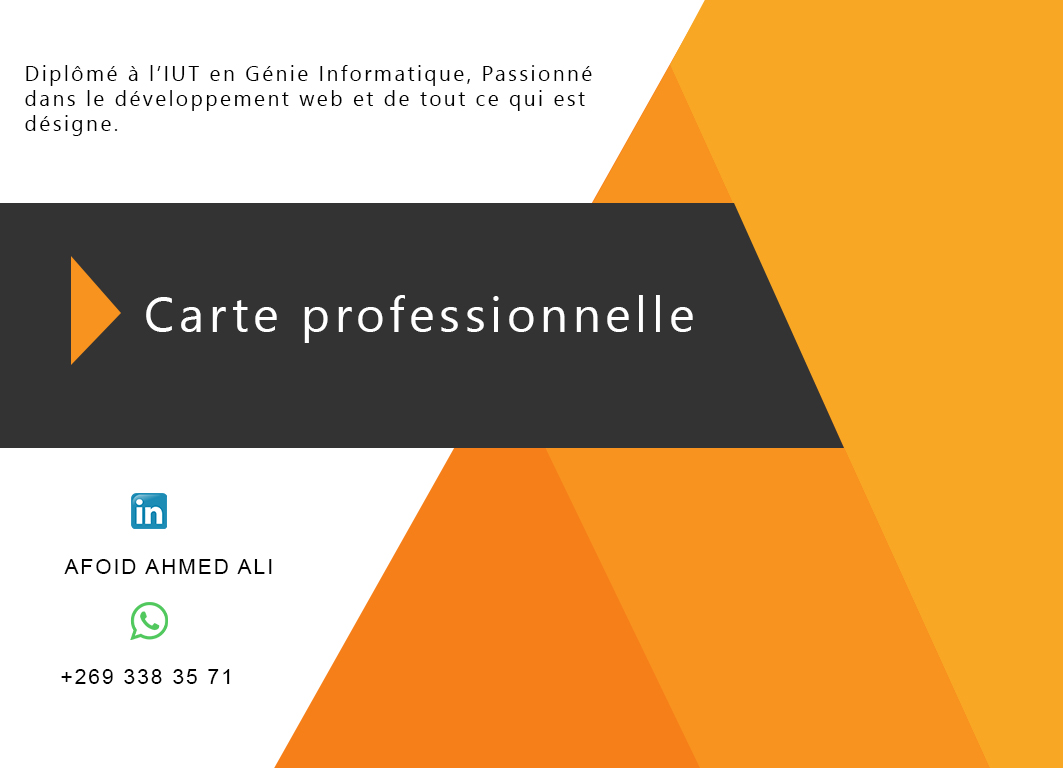 Diplômé à l’IUT en Génie Informatique, Passionné
dans le développement web et de tout ce qui est
désigne.
Carte professionnelle
in
AFOID AHMED ALI
+269 338 35 71